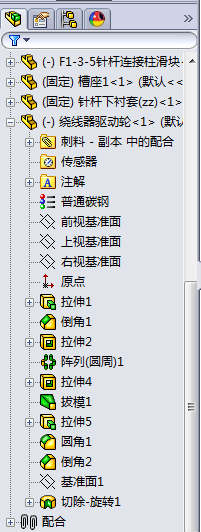 (-) F1-3-5针杆连接柱滑块
(固定) 槽座1<1> (默认<<
(固定) 针杆下衬套(zz)<1>
(-) 绕线器驱动轮<1> (默认
刺料 - 副本 中的配合
传感器
注解
普通碳钢
前视基准面
上视基准面
右视基准面
原点
拉伸1
倒角1
拉伸2
阵列(圆周)1
拉伸4
拔模1
拉伸5
圆角1
倒角2
基准面1
切除-旋转1
配合